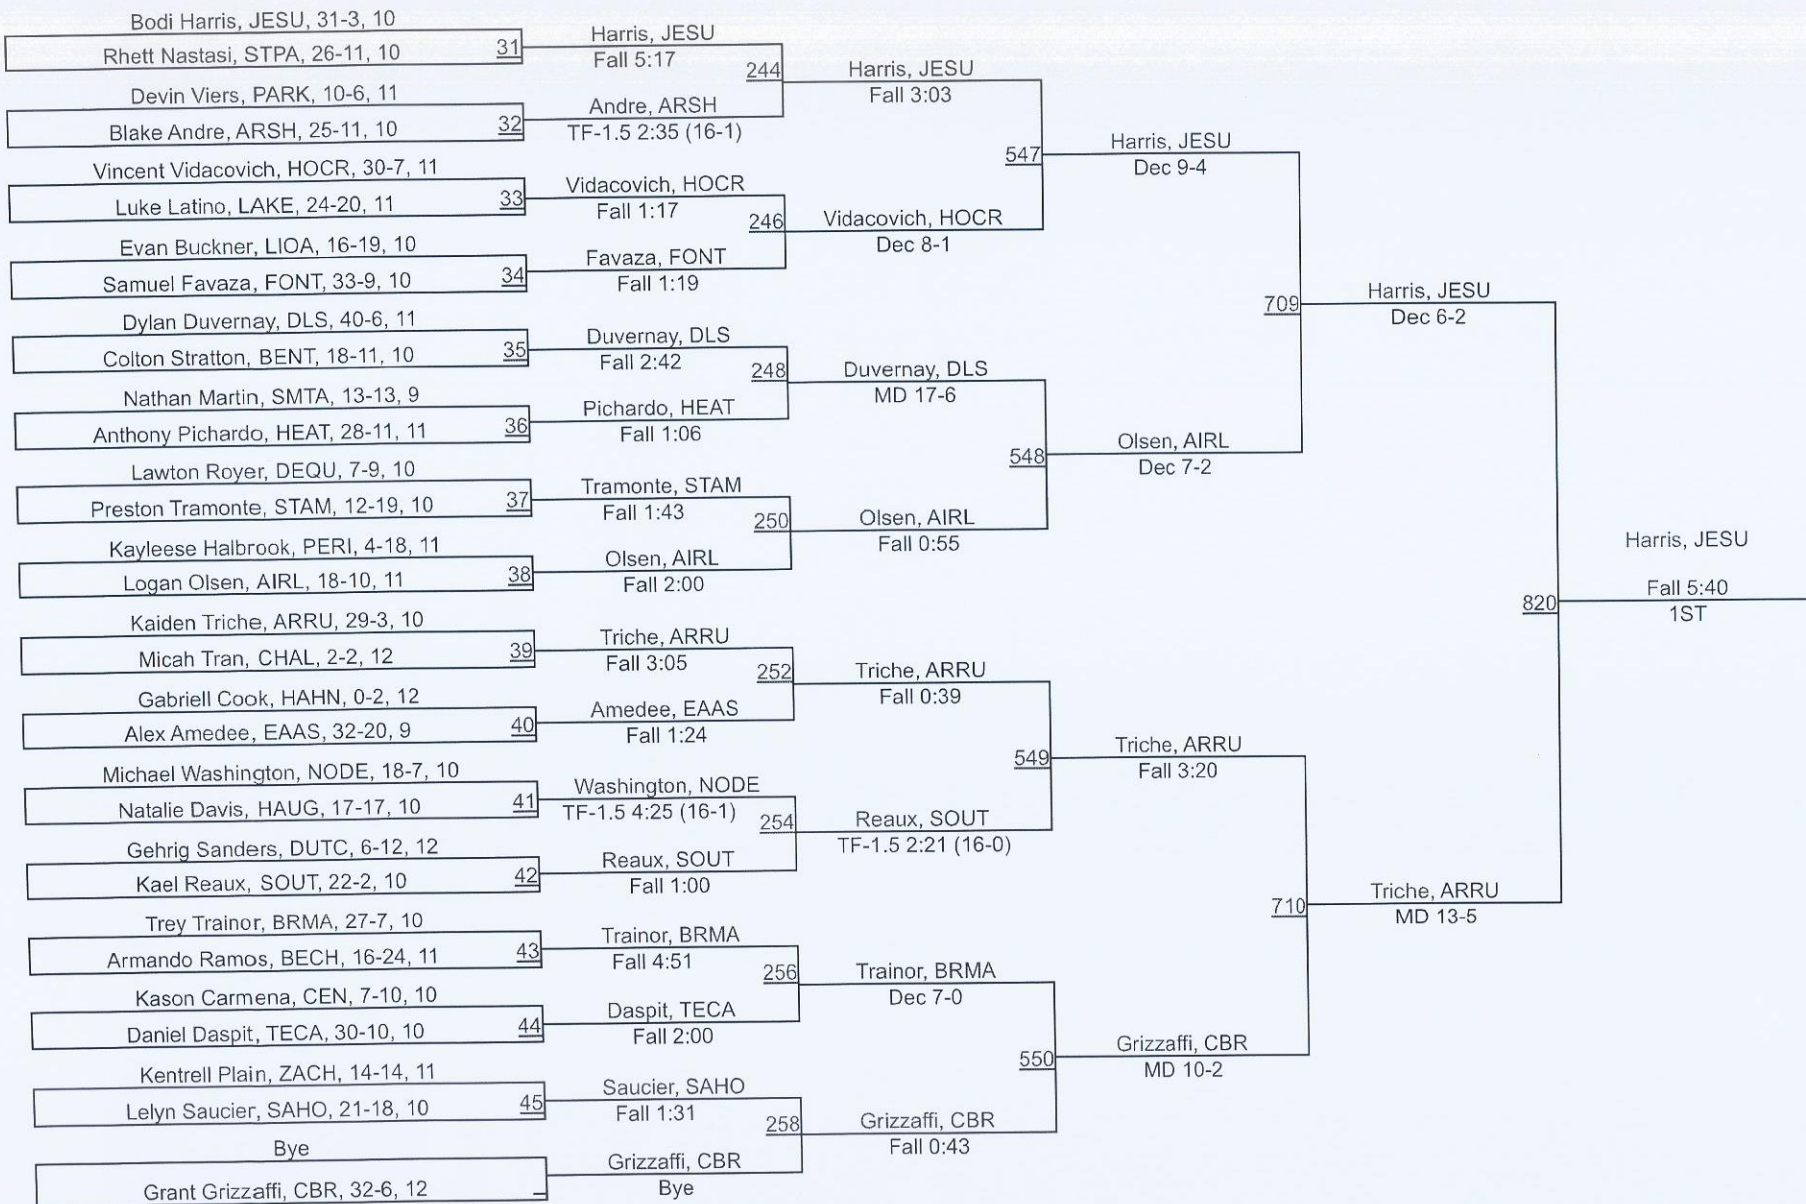 Bodi Harris, JESU, 31-3, 10
Rhett Nastasi, STPA, 26-11, 10
31
Devin Viers, PARK, 10-6, 11
Blake Andre, ARSH, 25-11, 10
32
Vincent Vidacovich, HOCR, 30-7, 11
Luke Latino, LAKE, 24-20, 11
33
Evan Buckner, LIOA, 16-19, 10
Samuel Favaza, FONT, 33-9, 10
34
Dylan Duvernay, DLS, 40-6, 11
Colton Stratton, BENT, 18-11, 10
35
Nathan Martin, SMTA, 13-13, 9
Anthony Pichardo, HEAT, 28-11, 11
36
Lawton Royer, DEQU, 7-9, 10
Preston Tramonte, STAM, 12-19, 10
37
Kayleese Halbrook, PERI, 4-18, 11
Logan Olsen, AIRL, 18-10, 11
38
Kaiden Triche, ARRU, 29-3, 10
Micah Tran, CHAL, 2-2, 12
39
Gabriell Cook, HAHN, 0-2, 12
Alex Amedee, EAAS, 32-20, 9
40
Michael Washington, NODE, 18-7, 10
Natalie Davis, HAUG, 17-17, 10
41
Gehrig Sanders, DUTC, 6-12, 12
Kael Reaux, SOUT, 22-2, 10
42
Trey Trainor, BRMA, 27-7, 10
Armando Ramos, BECH, 16-24, 11
43
Kason Carmena, CEN, 7-10, 10
Daniel Daspit, TECA, 30-10, 10
44
Kentrell Plain, ZACH, 14-14, 11
Lelyn Saucier, SAHO, 21-18, 10
45
Bye
Grant Grizzaffi, CBR, 32-6, 12
Harris, JESU
Fall 5:17
244
Andre, ARSH
TF-1.5 2:35 (16-1)
Vidacovich, HOCR
Fall 1:17
246
Favaza, FONT
Fall 1:19
Duvernay, DLS
Fall 2:42
248
Pichardo, HEAT
Fall 1:06
Tramonte, STAM
Fall 1:43
250
Olsen, AIRL
Fall 2:00
Triche, ARRU
Fall 3:05
252
Amedee, EAAS
Fall 1:24
Washington, NODE
TF-1.5 4:25 (16-1)
254
Reaux, SOUT
Fall 1:00
Trainor, BRMA
Fall 4:51
256
Daspit, TECA
Fall 2:00
Saucier, SAHO
Fall 1:31
258
Grizzaffi, CBR
Bye
Harris, JESU
Fall 3:03
547
Vidacovich, HOCR
Dec 8-1
Duvernay, DLS
MD 17-6
548
Olsen, AIRL
Fall 0:55
Triche, ARRU
Fall 0:39
549
Reaux, SOUT
TF-1.5 2:21 (16-0)
Trainor, BRMA
Dec 7-0
550
Grizzaffi, CBR
Fall 0:43
Harris, JESU
Dec 9-4
709
Olsen, AIRL
Dec 7-2
Triche, ARRU
Fall 3:20
710
Grizzaffi, CBR
MD 10-2
Harris, JESU
Dec 6-2
820
Triche, ARRU
MD 13-5
Harris, JESU
Fall 5:40
1ST